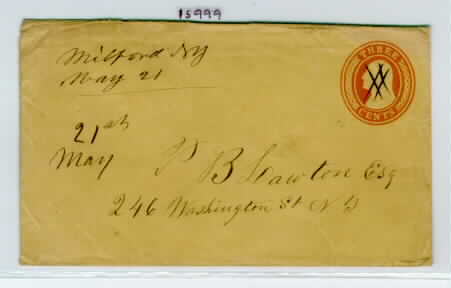 15999
Milford NY
May 21
THREE
CENTS
21st
May
P B Lawton Esq
246 Washington St N Y